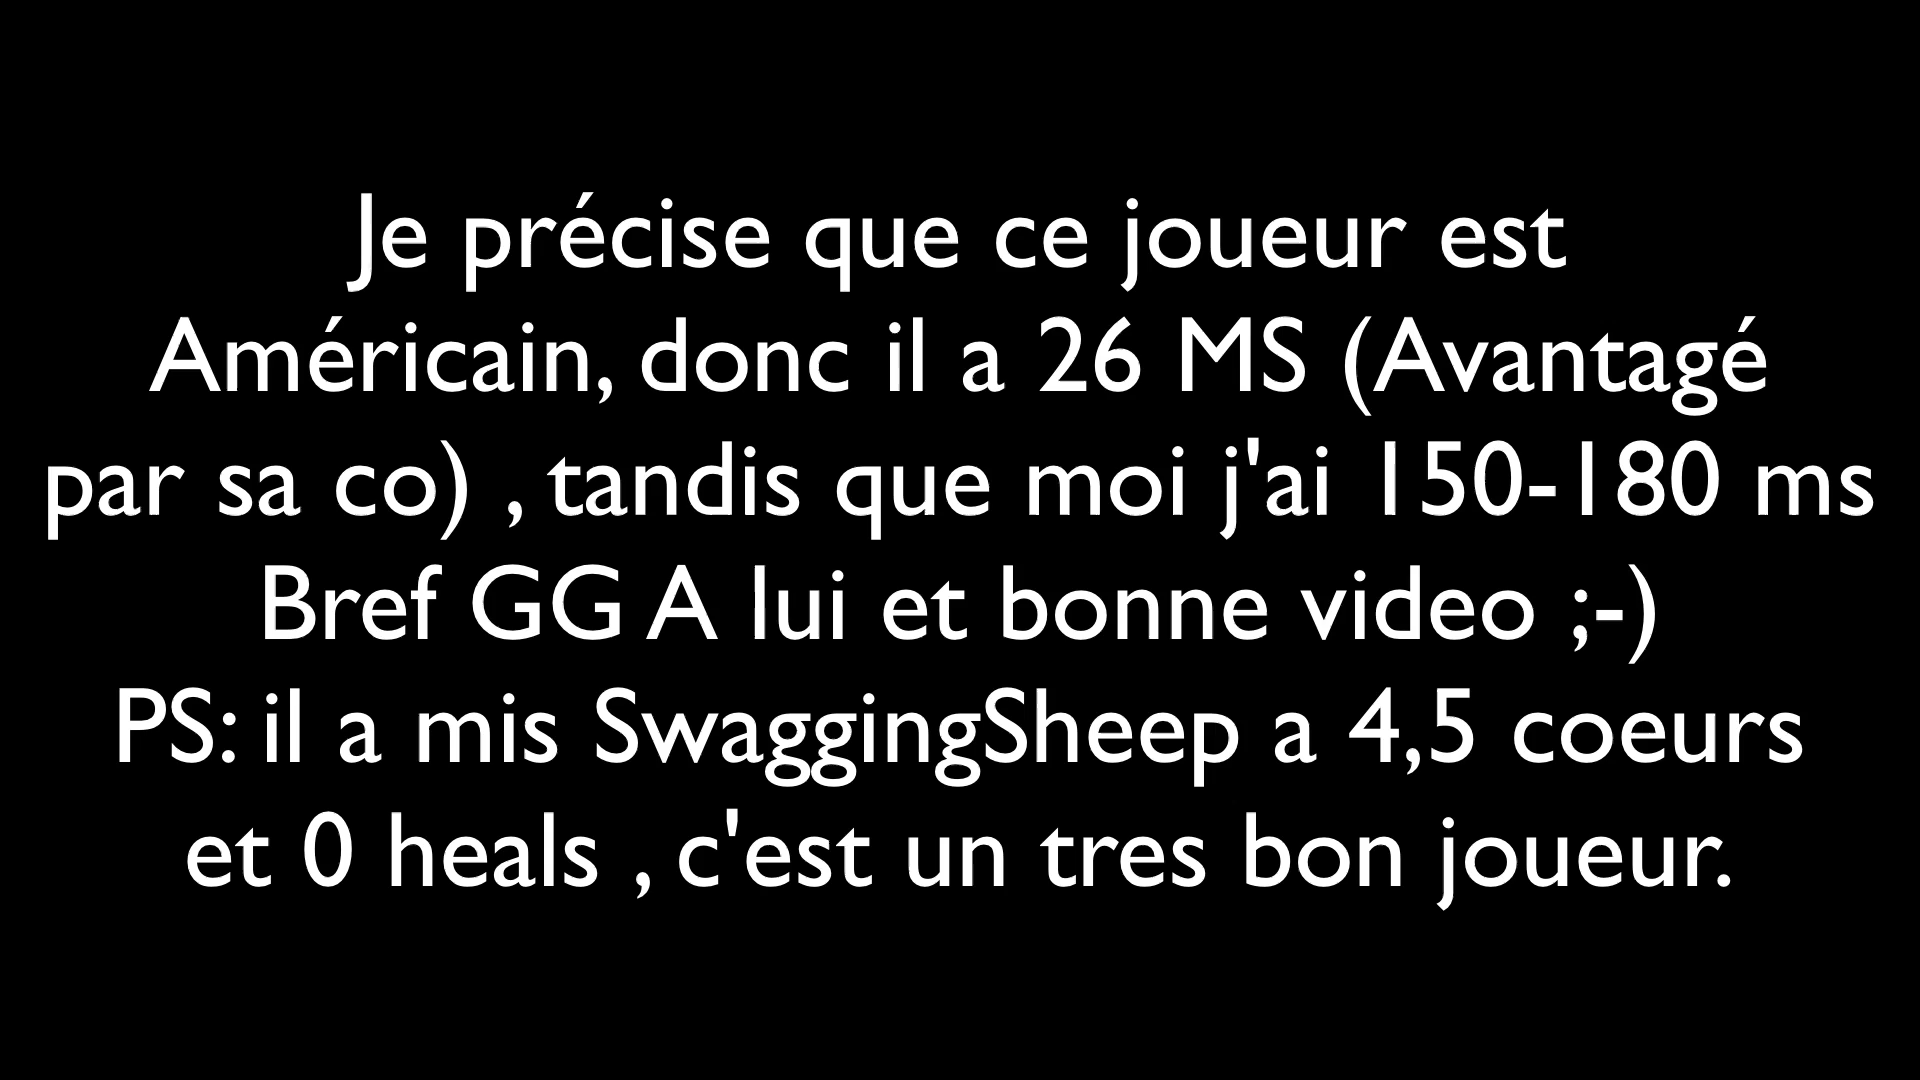 Je précise que ce joueur est
Américain, donc il a 26 MS (Avantagé
par sa co) , tandis que moi j'ai 150-180 ms
Bref GG A lui et bonne video ;-)
PS: il a mis SwaggingSheep a 4,5 coeurs
et 0 heals , c'est un tres bon joueur.